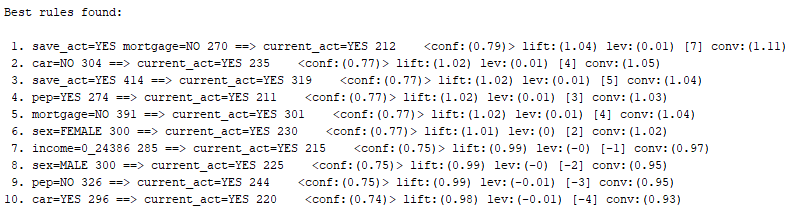 Best rules found:
1. save_act=YES mortgage=NO 270 ==> current_act=YES 212 <conf:(0.79)> lift:(1.04) lev:(0.01) [7] conv:(1.11)
2. car=NO 304 ==> current_act=YES 235 <conf:(0.77)> lift:(1.02) lev:(0.01) [4] conv:(1.05)
3. save_act=YES 414 ==> current_act=YES 319 <conf:(0.77)> lift:(1.02) lev:(0.01) [5] conv:(1.04)
4. pep=YES 274 ==> current_act=YES 211 <conf:(0.77)> lift:(1.02) lev:(0.01) [3] conv:(1.03)
5. mortgage=NO 391 ==> current_act=YES 301 <conf:(0.77)> lift:(1.02) lev:(0.01) [4] conv:(1.04)
6. sex=FEMALE 300 ==> current_act=YES 230 <conf:(0.77)> lift:(1.01) lev:(0) [2] conv:(1.02)
7. income=0_24386 285 ==> current_act=YES 215 <conf:(0.75)> lift:(0.99) lev:(-0) [-1] conv:(0.97)
8. sex=MALE 300 ==> current_act=YES 225 <conf:(0.75)> lift:(0.99) lev:(-0) [-2] conv:(0.95)
9. pep=NO 326 ==> current_act=YES 244 <conf:(0.75)> lift:(0.99) lev:(-0.01) [-3] conv:(0.95)
10. car=YES 296 ==> current_act=YES 220 <conf:(0.74)> lift:(0.98) lev:(-0.01) [-4] conv:(0.93)